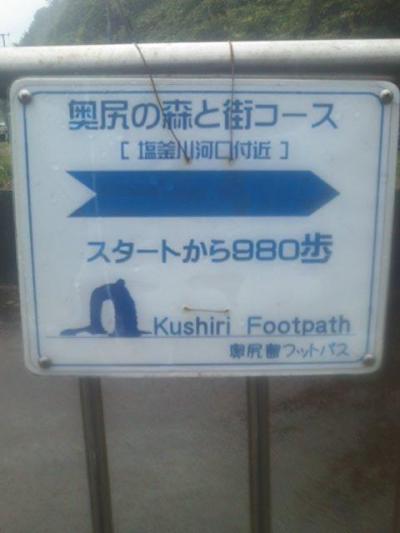 奥尻の森と街コース
[ 塩釜川河口付近 ]
スタートから980歩
Kushiri Footpath
奥尻島フットパス